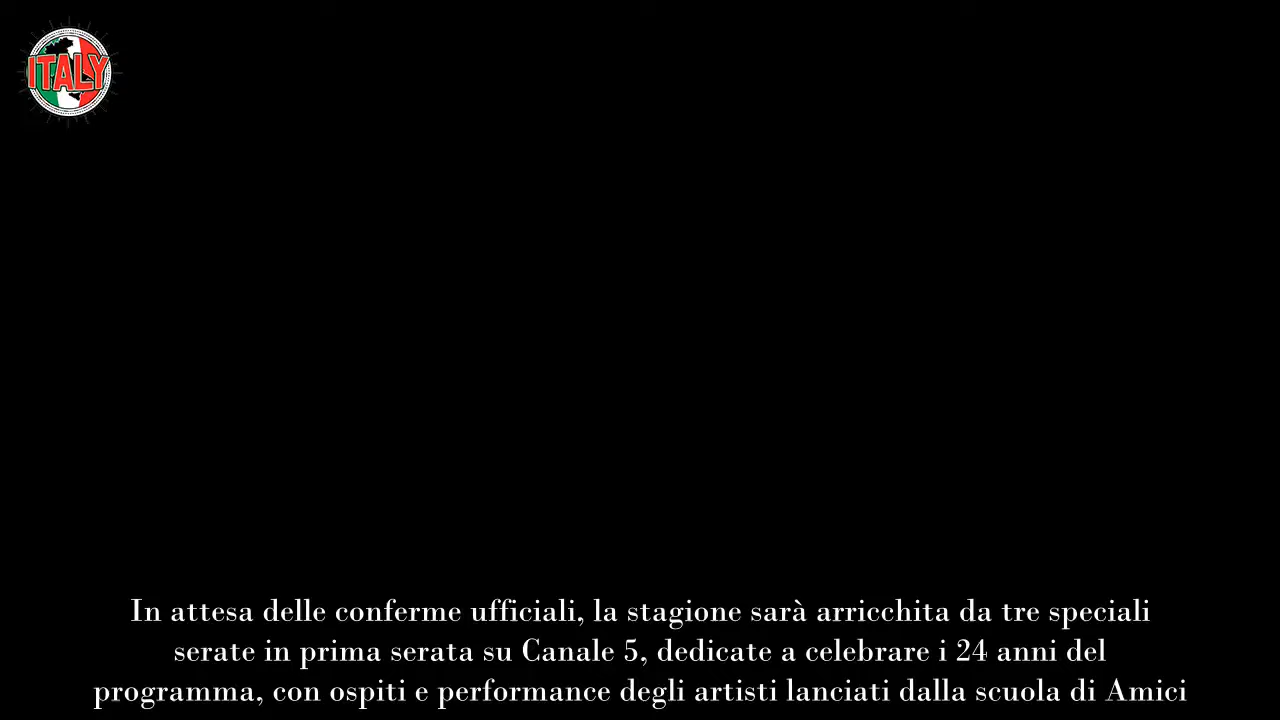 ITALY
In attesa delle conferme ufficiali, la stagione sarà arricchita da tre speciali
serate in prima serata su Canale 5, dedicate a celebrare i 24 anni del
programma, con ospiti e performance degli artisti lanciati dalla scuola di Amici